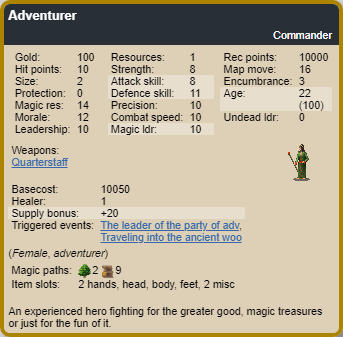 Adventurer
Commander
Gold: 100 Resources: 1 Rec points: 10000
Hit points: 10 Strength: 8 Map move: 16
Size: 2 Attack skill: 8 Encumbrance: 3
Protection: 0 Defence skill: 11 Age: 22
Magic res: 14 Precision: 10 (100)
Morale: 12 Combat speed: 10 Undead ldr: 0
Leadership: 10 Magic ldr: 10
Weapons:
Quarterstaff
Basecost: 10050
Healer: 1
Supply bonus: +20
Triggered events: The leader of the party of adv,
Traveling into the ancient woo
(Female, adventurer)
Magic paths: 2 9
Item slots: 2 hands, head, body, feet, 2 misc
An experienced hero fighting for the greater good, magic treasures
or just for the fun of it.